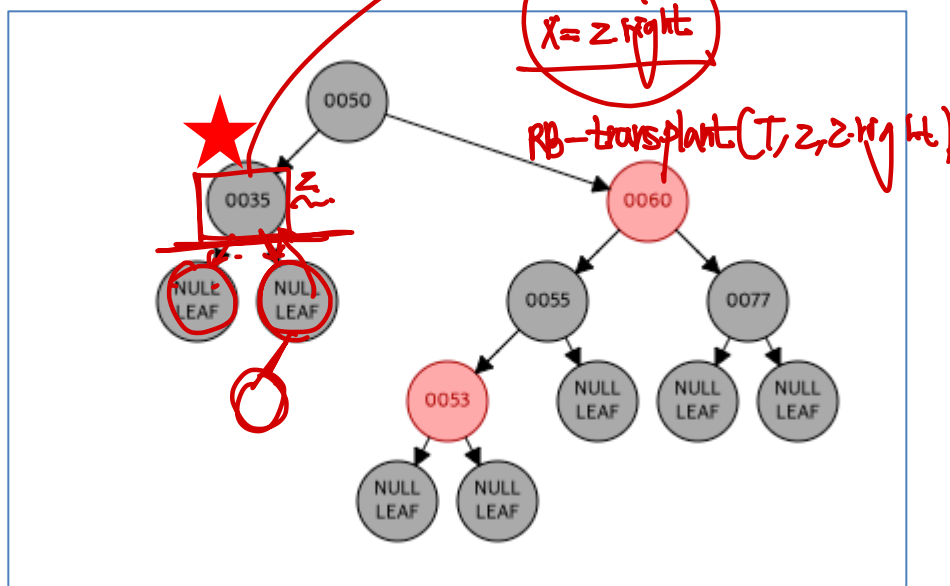 x = z.right
RB-transplant(T, z, z.right)
0050
0035
z
0060
NULL
LEAF
NULL
LEAF
0055
0077
0053
NULL
LEAF
NULL
LEAF
NULL
LEAF
NULL
LEAF
NULL
LEAF